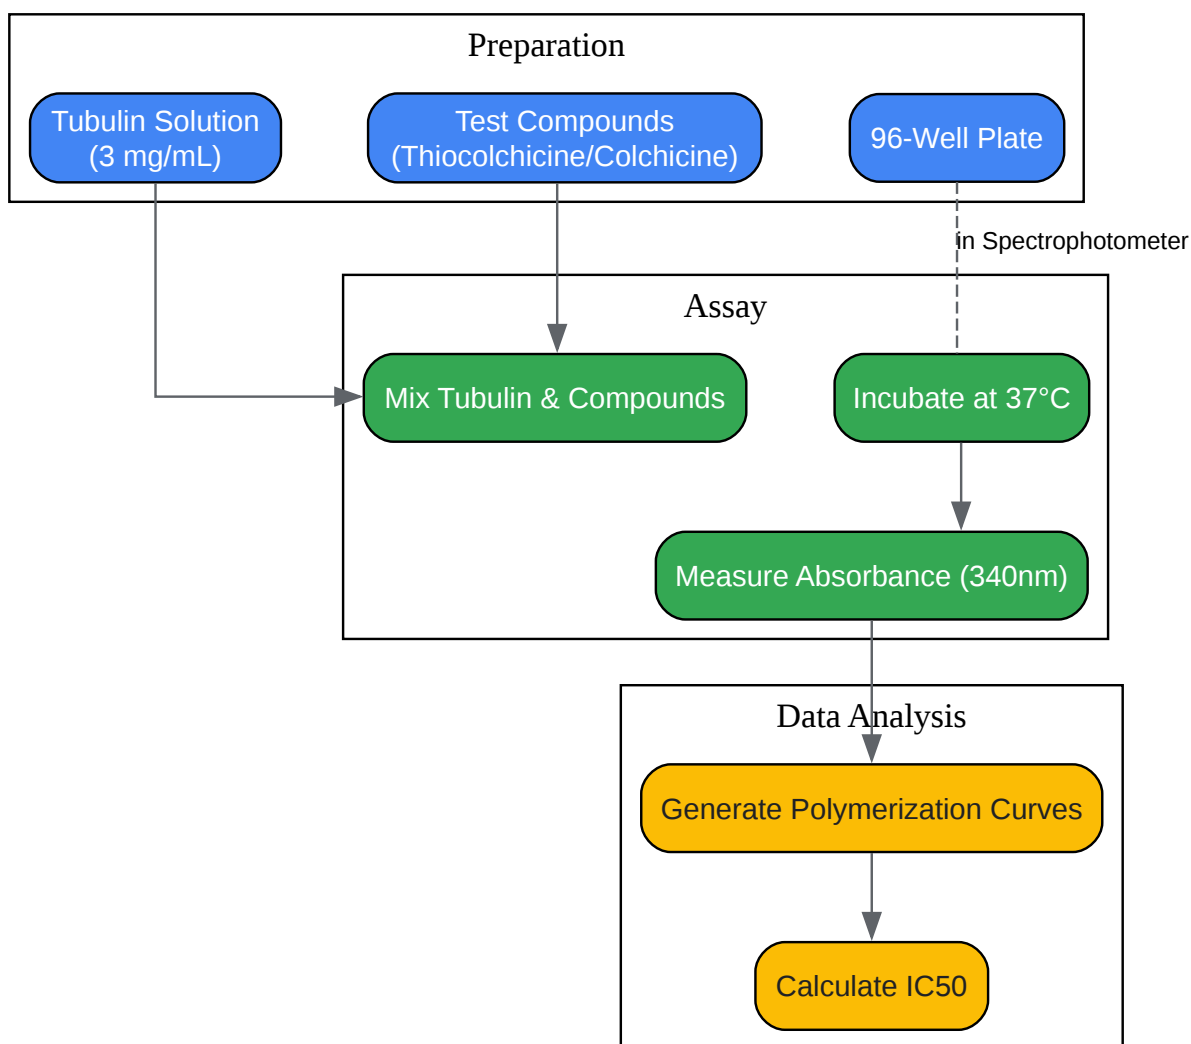 Preparation
Tubulin Solution
(3 mg/mL)
Test Compounds
(Thiocolchicine/Colchicine)
96-Well Plate
in Spectrophotometer
Assay
Mix Tubulin & Compounds
Incubate at 37°C
Measure Absorbance (340nm)
Data Analysis
Generate Polymerization Curves
Calculate IC50